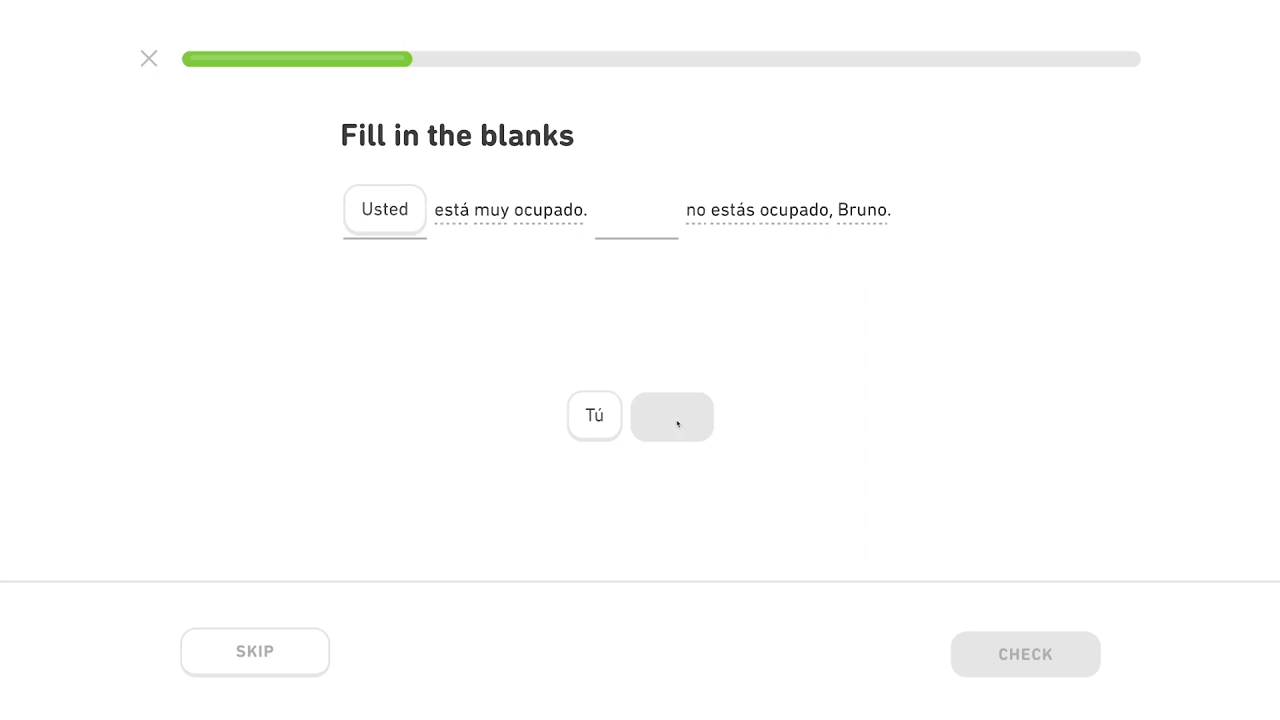 Fill in the blanks
Usted está muy ocupado. no estás ocupado, Bruno.
Tú
SKIP
CHECK